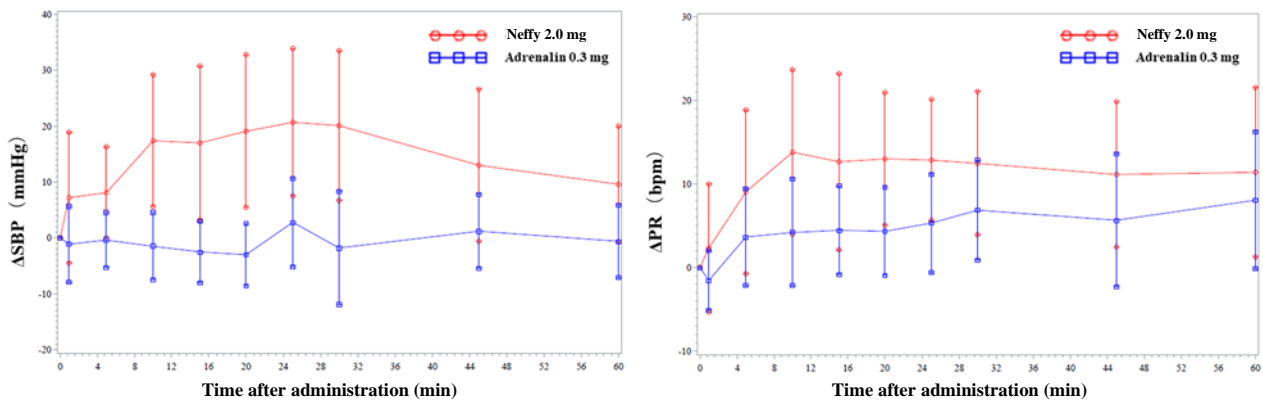 40
30
20
10
0
-10
-20
ΔSBP (mmHg)
Neffy 2.0 mg
Adrenalin 0.3 mg
0 4 8 12 16 20 24 28 32 36 40 44 48 52 56 60
Time after administration (min)
30
20
10
0
-10
ΔPR (bpm)
Neffy 2.0 mg
Adrenalin 0.3 mg
0 4 8 12 16 20 24 28 32 36 40 44 48 52 56 60
Time after administration (min)